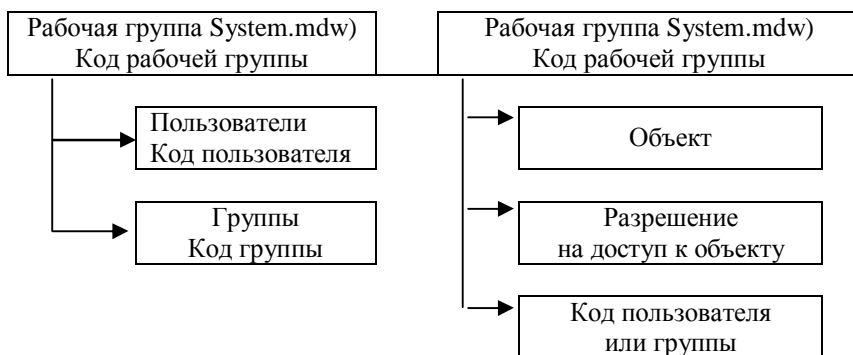 Рабочая группа System.mdw)
Код рабочей группы
Рабочая группа System.mdw)
Код рабочей группы
Пользователи
Код пользователя
Объект
Группы
Код группы
Разрешение
на доступ к объекту
Код пользователя
или группы